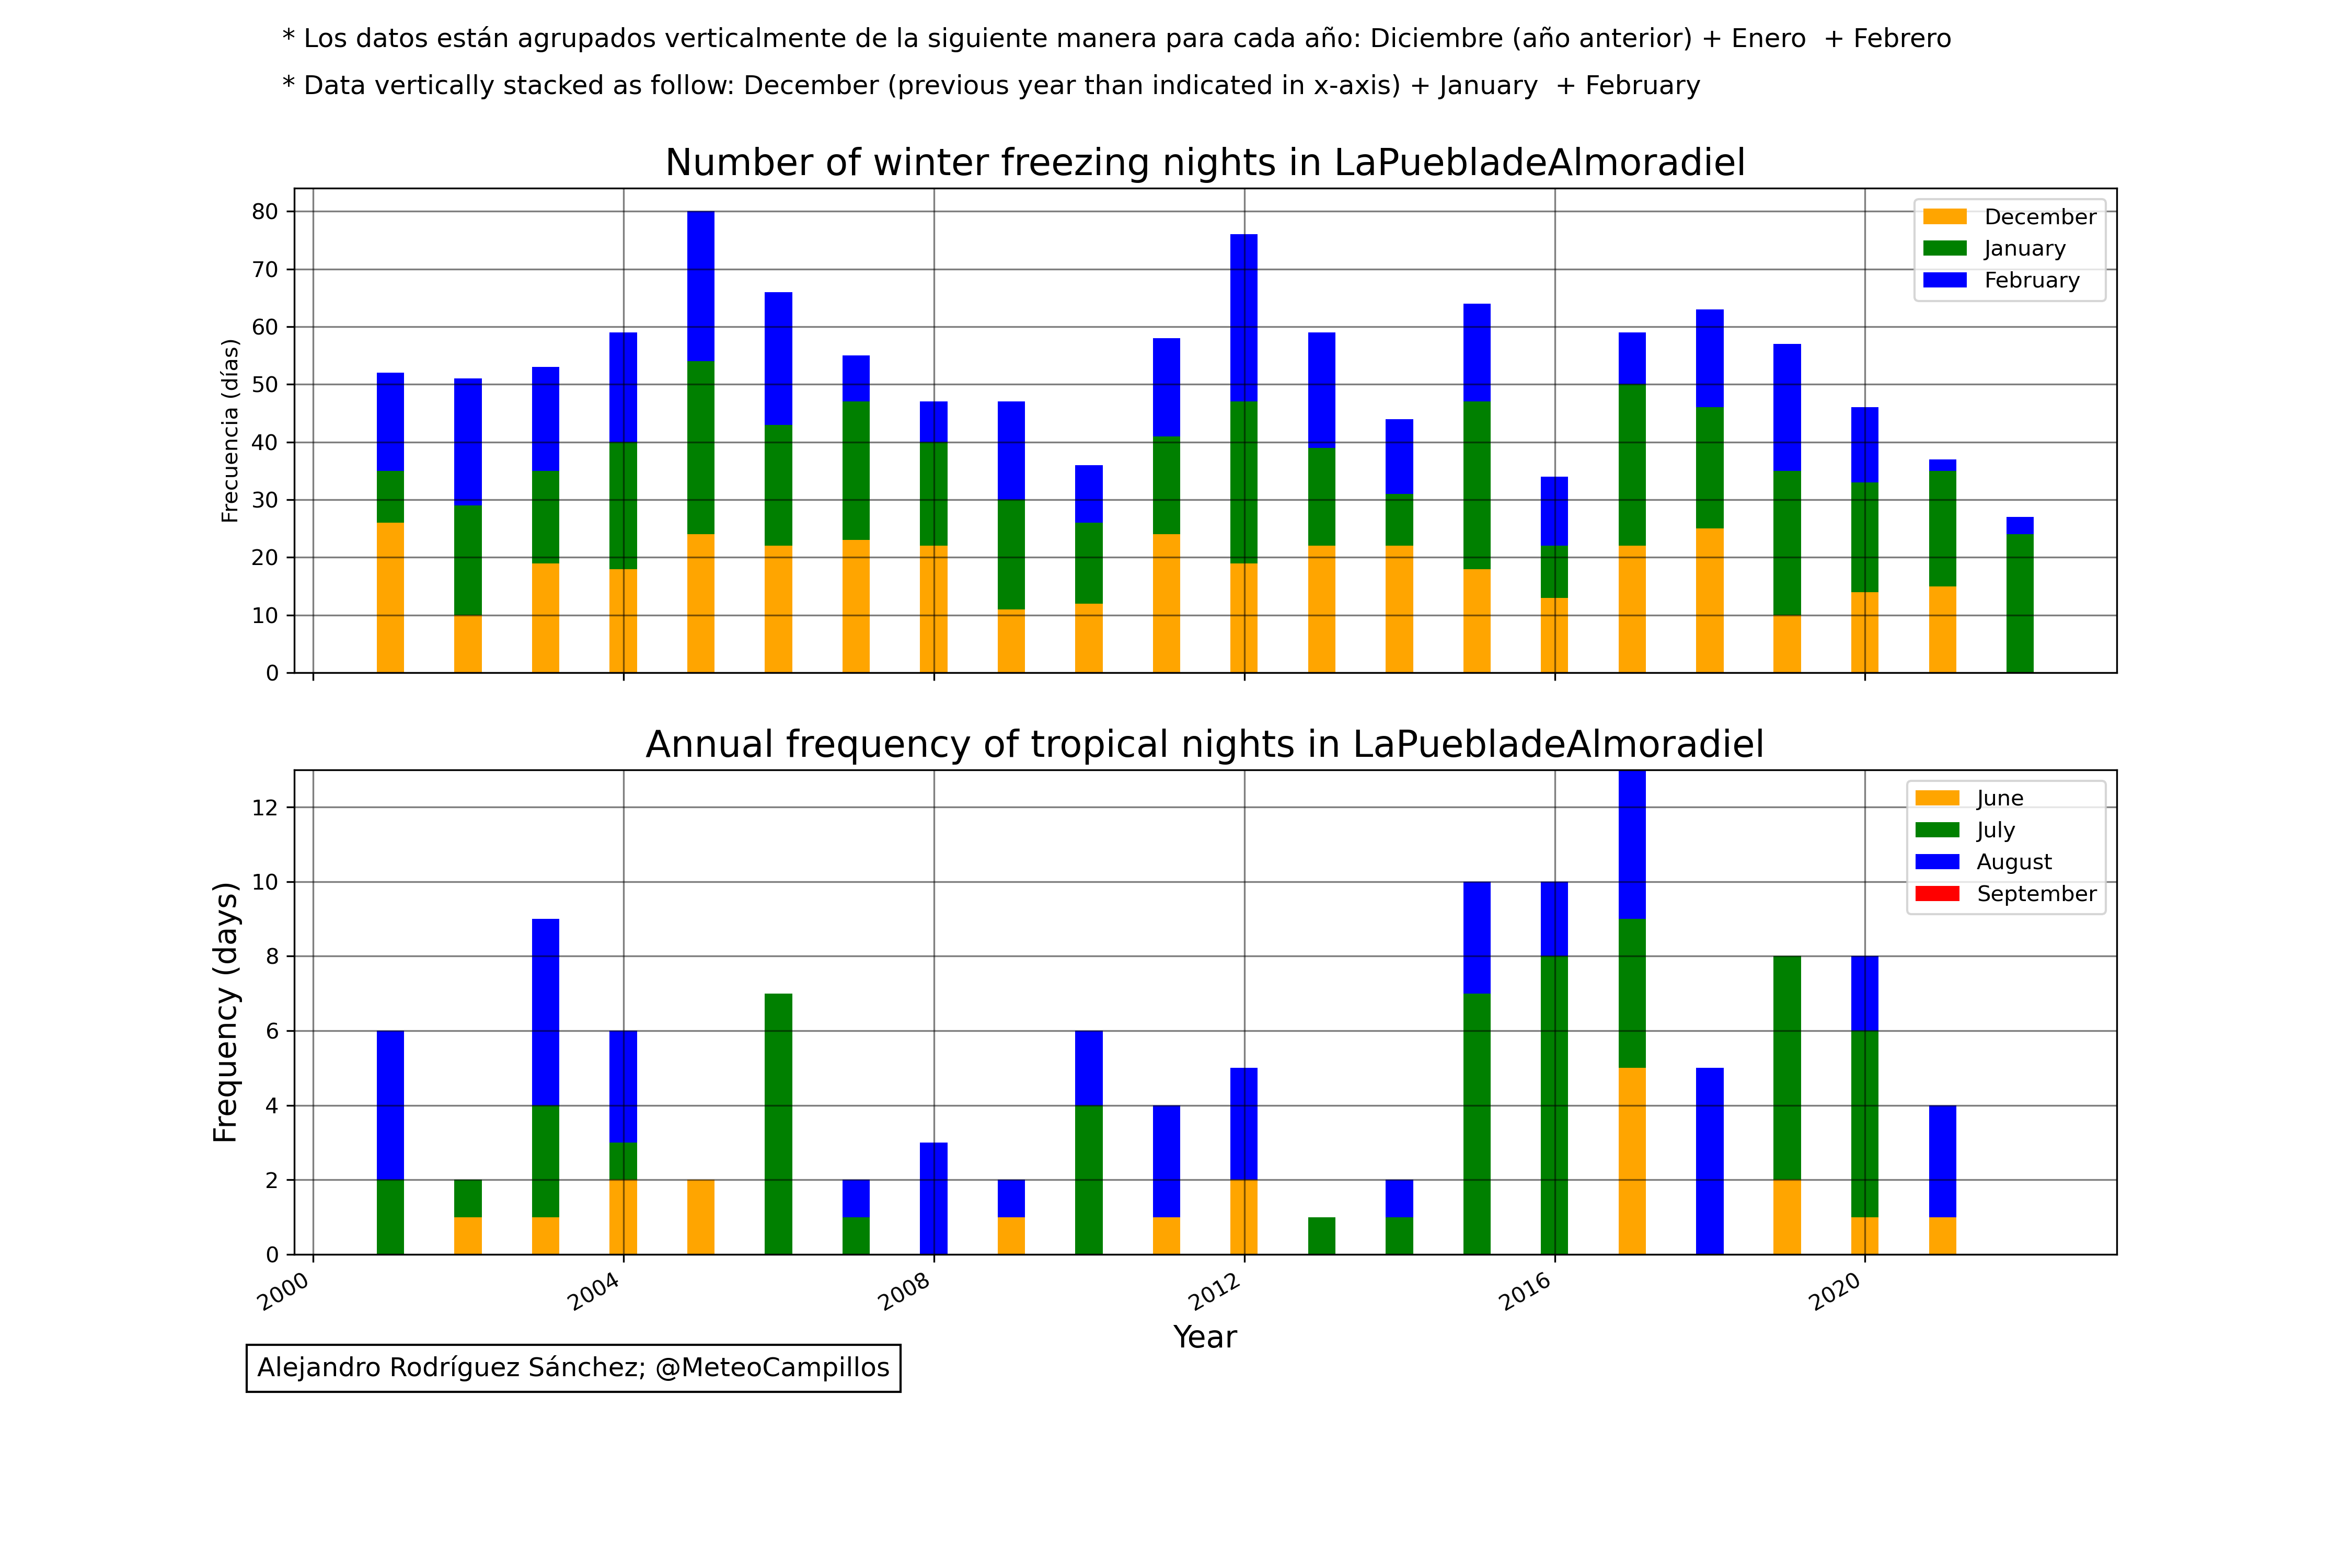 * Los datos están agrupados verticalmente de la siguiente manera para cada año: Diciembre (año anterior) + Enero  + Febrero
* Data vertically stacked as follow: December (previous year than indicated in x-axis) + January  + February
Number of winter freezing nights in LaPuebladeAlmoradiel
Frecuencia (días)
80
70
60
50
40
30
20
10
0
December
January
February
Annual frequency of tropical nights in LaPuebladeAlmoradiel
Frequency (days)
12
10
8
6
4
2
0
June
July
August
September
2000
2004
2008
2012
2016
2020
Year
Alejandro Rodríguez Sánchez; @MeteoCampillos